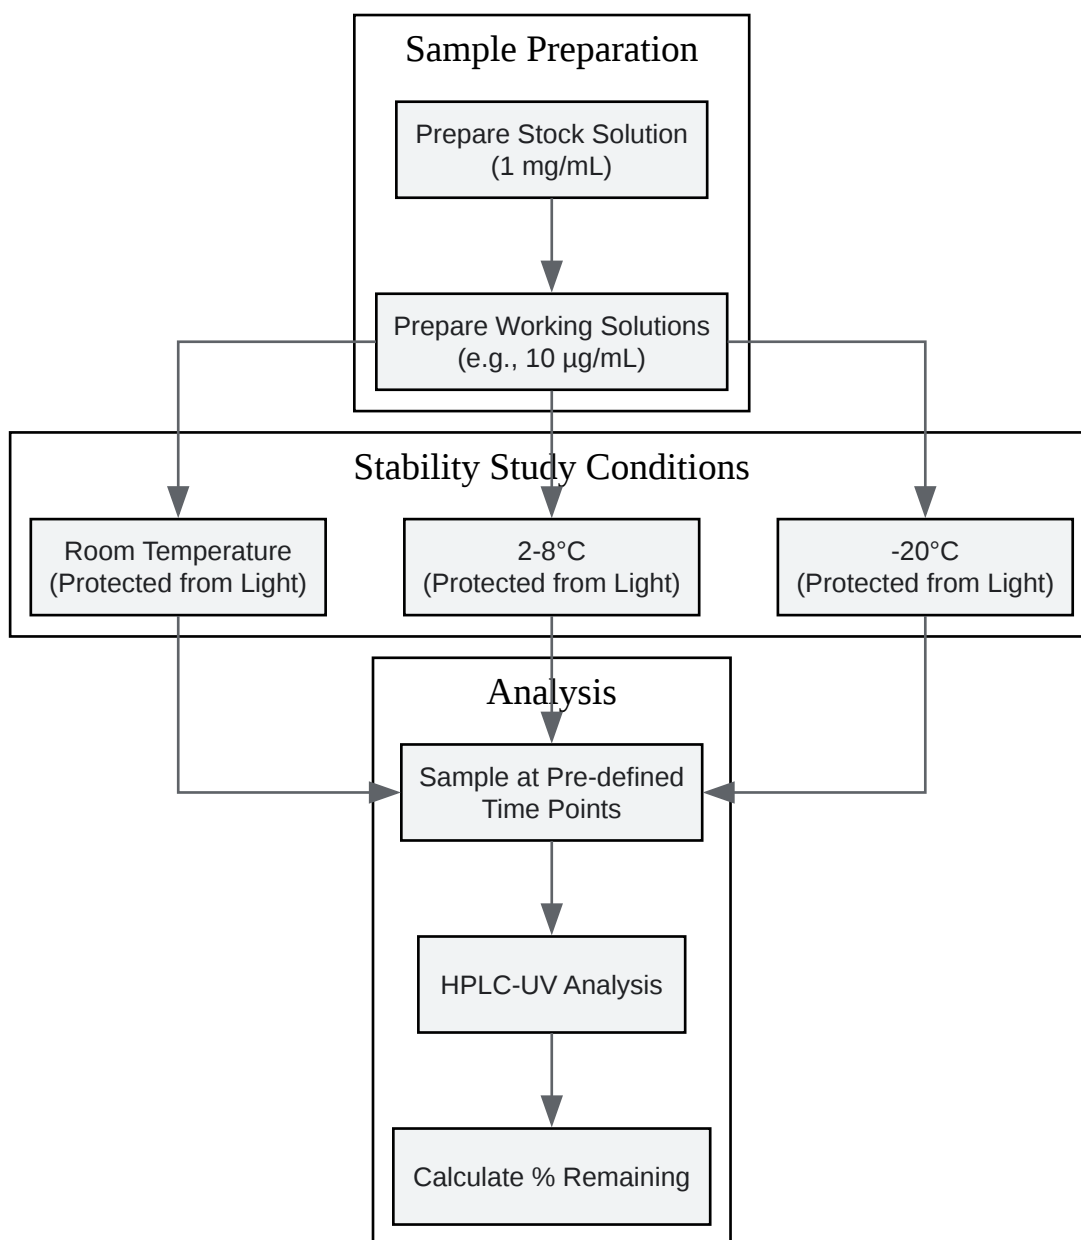 Sample Preparation
Prepare Stock Solution
(1 mg/mL)
Prepare Working Solutions
(e.g., 10 µg/mL)
Stability Study Conditions
Room Temperature
(Protected from Light)
2-8°C
(Protected from Light)
-20°C
(Protected from Light)
Analysis
Sample at Pre-defined
Time Points
HPLC-UV Analysis
Calculate % Remaining